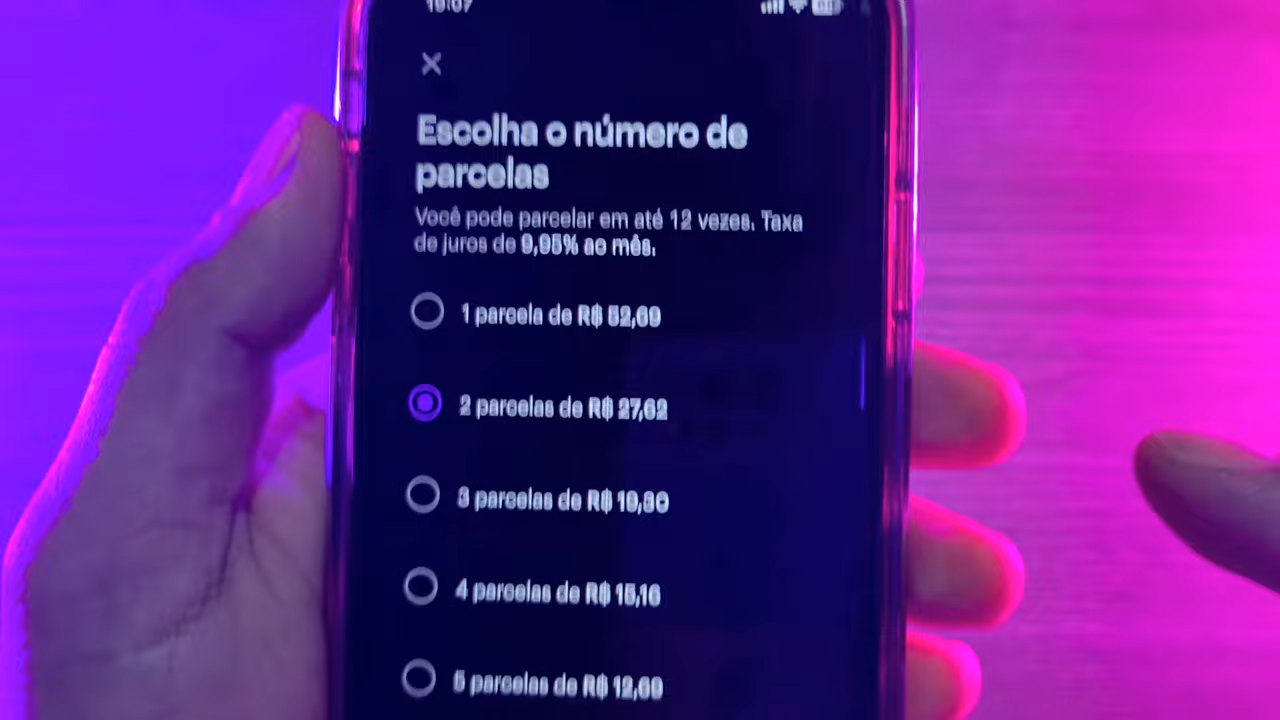 Escolha o número de
parcelas
Você pode parcelar em até 12 vezes. Taxa
de juros de 9,95% ao mês.
1 parcela de R$ 52,69
2 parcelas de R$ 27,62
3 parcelas de R$ 19,30
4 parcelas de R$ 15,16
5 parcelas de R$ 12,69